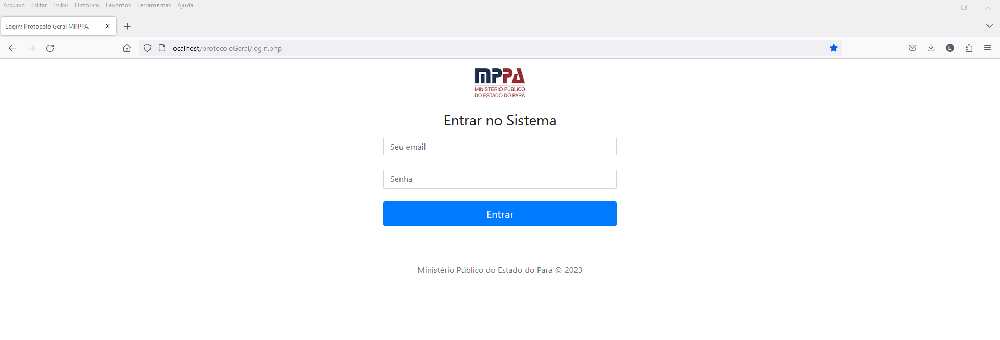 Arquivo Editar Exibir Histórico Favoritos Ferramentas Ajuda
Login: Protocolo Geral MPPPA
localhost/protocoloGeral/login.php
L
MPPA
MINISTÉRIO PÚBLICO
DO ESTADO DO PARÁ
Entrar no Sistema
Seu email
Senha
Entrar
Ministério Público do Estado do Pará © 2023